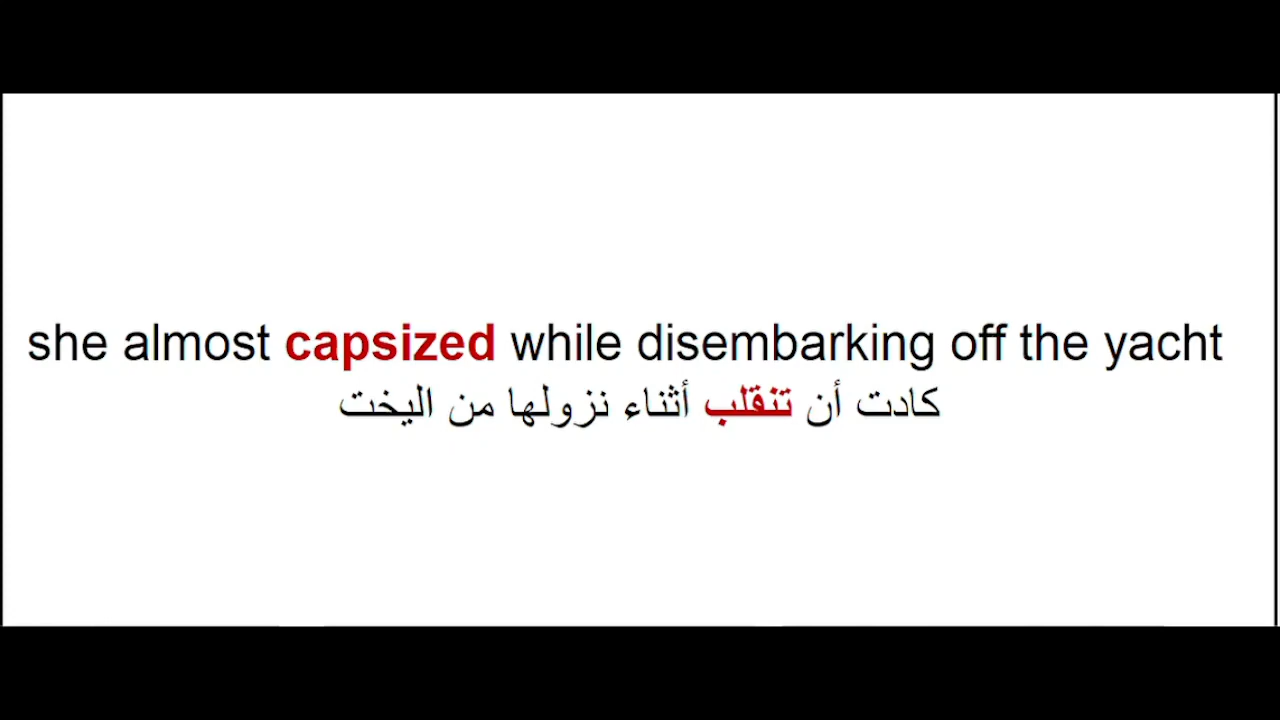 she almost capsized while disembarking off the yacht
كادت أن تنقلب أثناء نزولها من اليخت